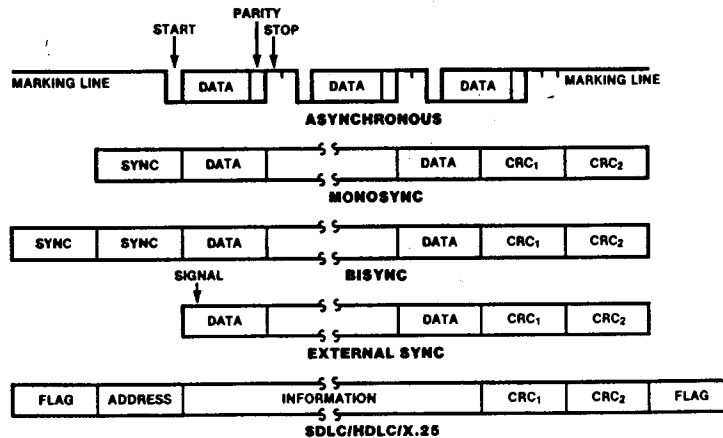 PARITY
START STOP
MARKING LINE DATA DATA DATA MARKING LINE
ASYNCHRONOUS
SYNC DATA DATA CRC1 CRC2
MONOSYNC
SYNC SYNC DATA DATA CRC1 CRC2
BISYNC
SIGNAL
DATA DATA CRC1 CRC2
EXTERNAL SYNC
FLAG ADDRESS INFORMATION CRC1 CRC2 FLAG
SDLC/HDLC/X.25